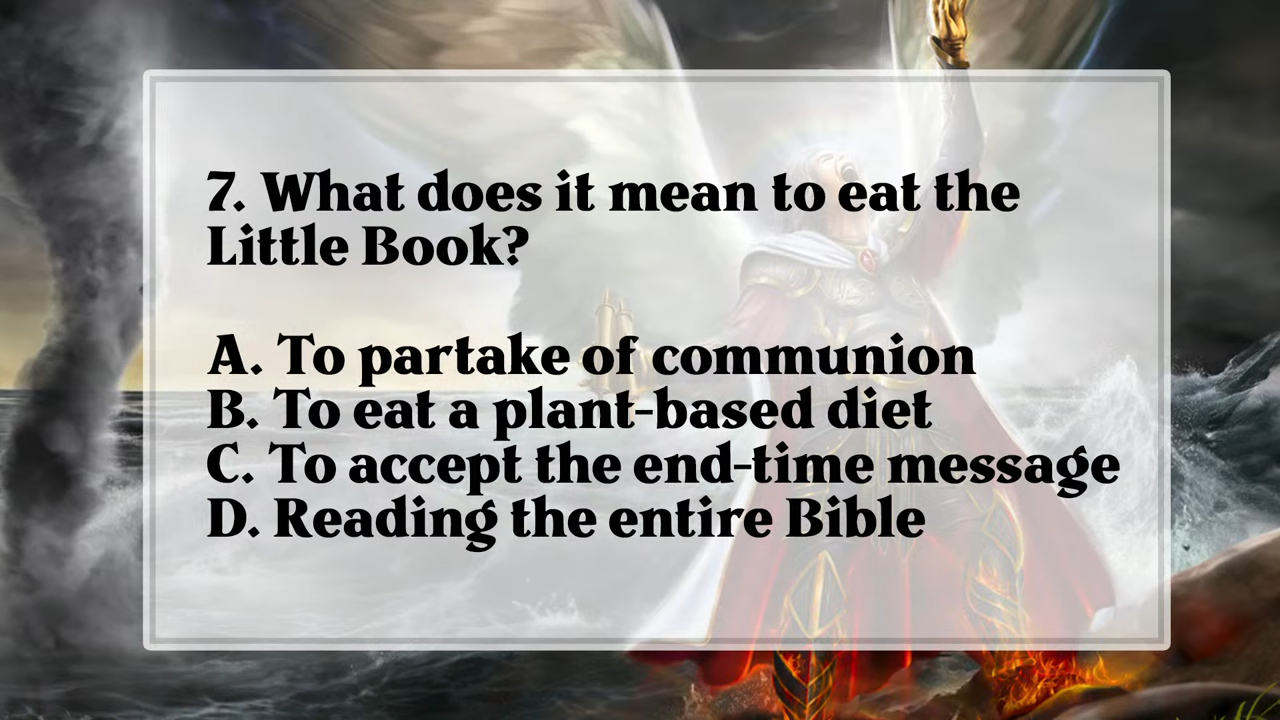 7. What does it mean to eat the
Little Book?
A. To partake of communion
B. To eat a plant-based diet
C. To accept the end-time message
D. Reading the entire Bible